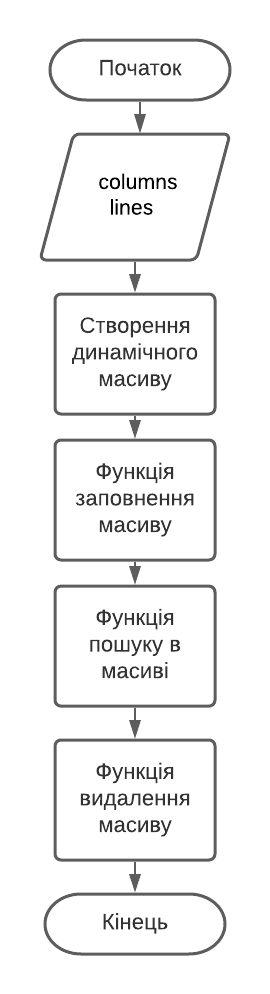 Початок
columns
lines
Створення
динамічного
масиву
Функція
заповнення
масиву
Функція
пошуку в
масиві
Функція
видалення
масиву
Кінець